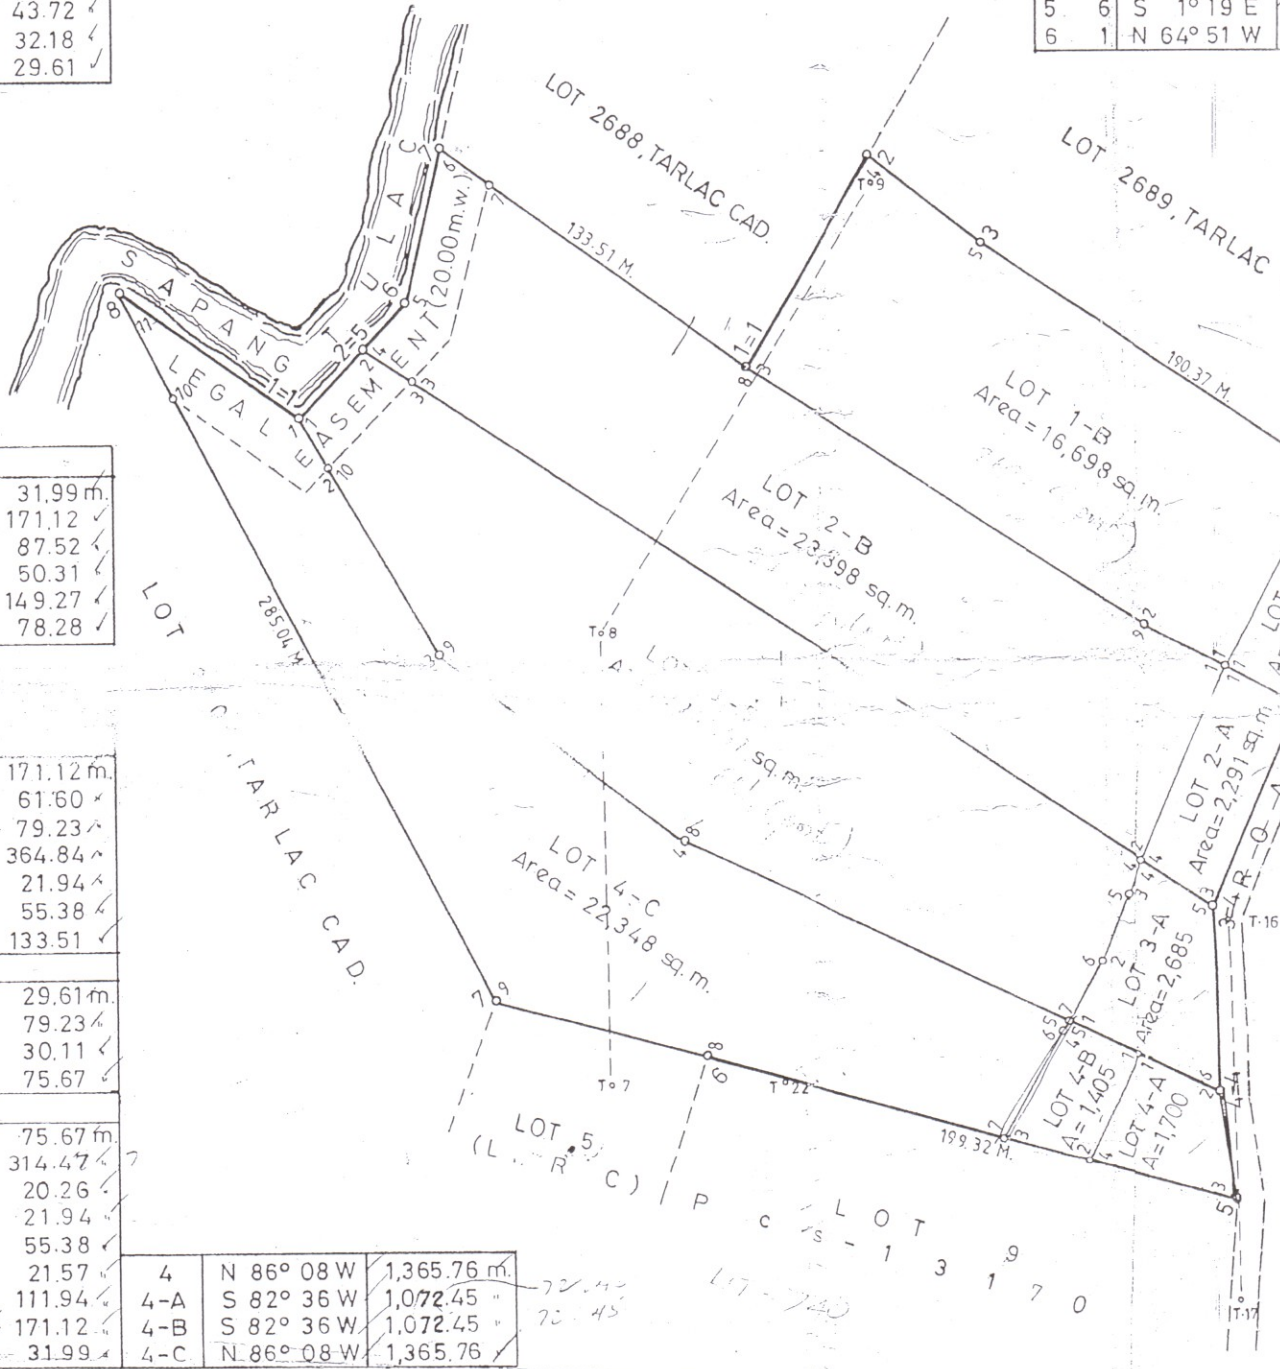 43.72
32.18
29.61
5 6 S 1° 19 E
6 1 N 64° 51 W
LOT 2688, TARLAC CAD.
LOT 2689, TARLAC
133.51 M.
190.37 M.
SAPANG TULAC
LEGAL EASEMENT (20.00 m.w.)
T°9
LOT 1-B
Area = 16,698 sq. m.
LOT 2-B
Area = 23,398 sq. m.
31.99 m.
171.12
87.52
50.31
149.27
78.28
285.04 M.
LOT
TARLAC CAD.
T°8
sq. m.
171.12 m.
61.60
79.23
364.84
21.94
55.38
133.51
LOT 2-A
Area = 2,291 sq. m
LOT 4-C
Area = 22,348 sq. m.
LOT 3-A
Area = 2,685
T-16
29.61 m.
79.23
30.11
75.67
LOT 4-B
A = 1,405
LOT 4-A
A = 1,700
T°7
T°22
199.32 M.
LOT 5
LOT 9
Pcs-13170
T-17
75.67 m.
314.47
20.26
21.94
55.38
21.57
111.94
171.12
31.99
4 N 86° 08 W 1,365.76 m.
4-A S 82° 36 W 1,072.45 "
4-B S 82° 36 W 1,072.45 "
4-C N 86° 08 W 1,365.76
72.45